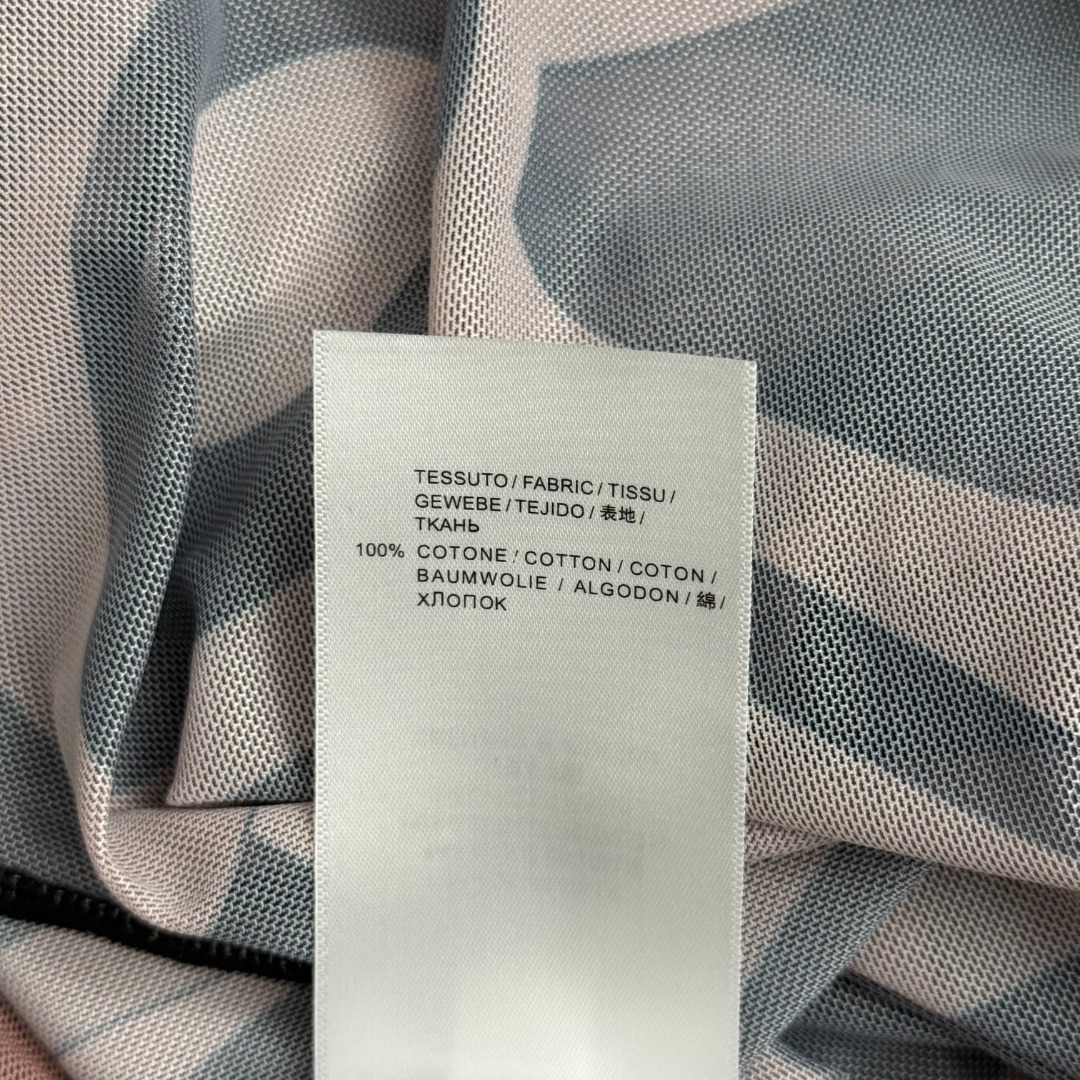 TESSUTO / FABRIC / TISSU /
GEWEBE / TEJIDO / 表地 /
ТКАНЬ
100% COTONE / COTTON / COTON /
BAUMWOLIE / ALGODON / 綿 /
ХЛОПОК